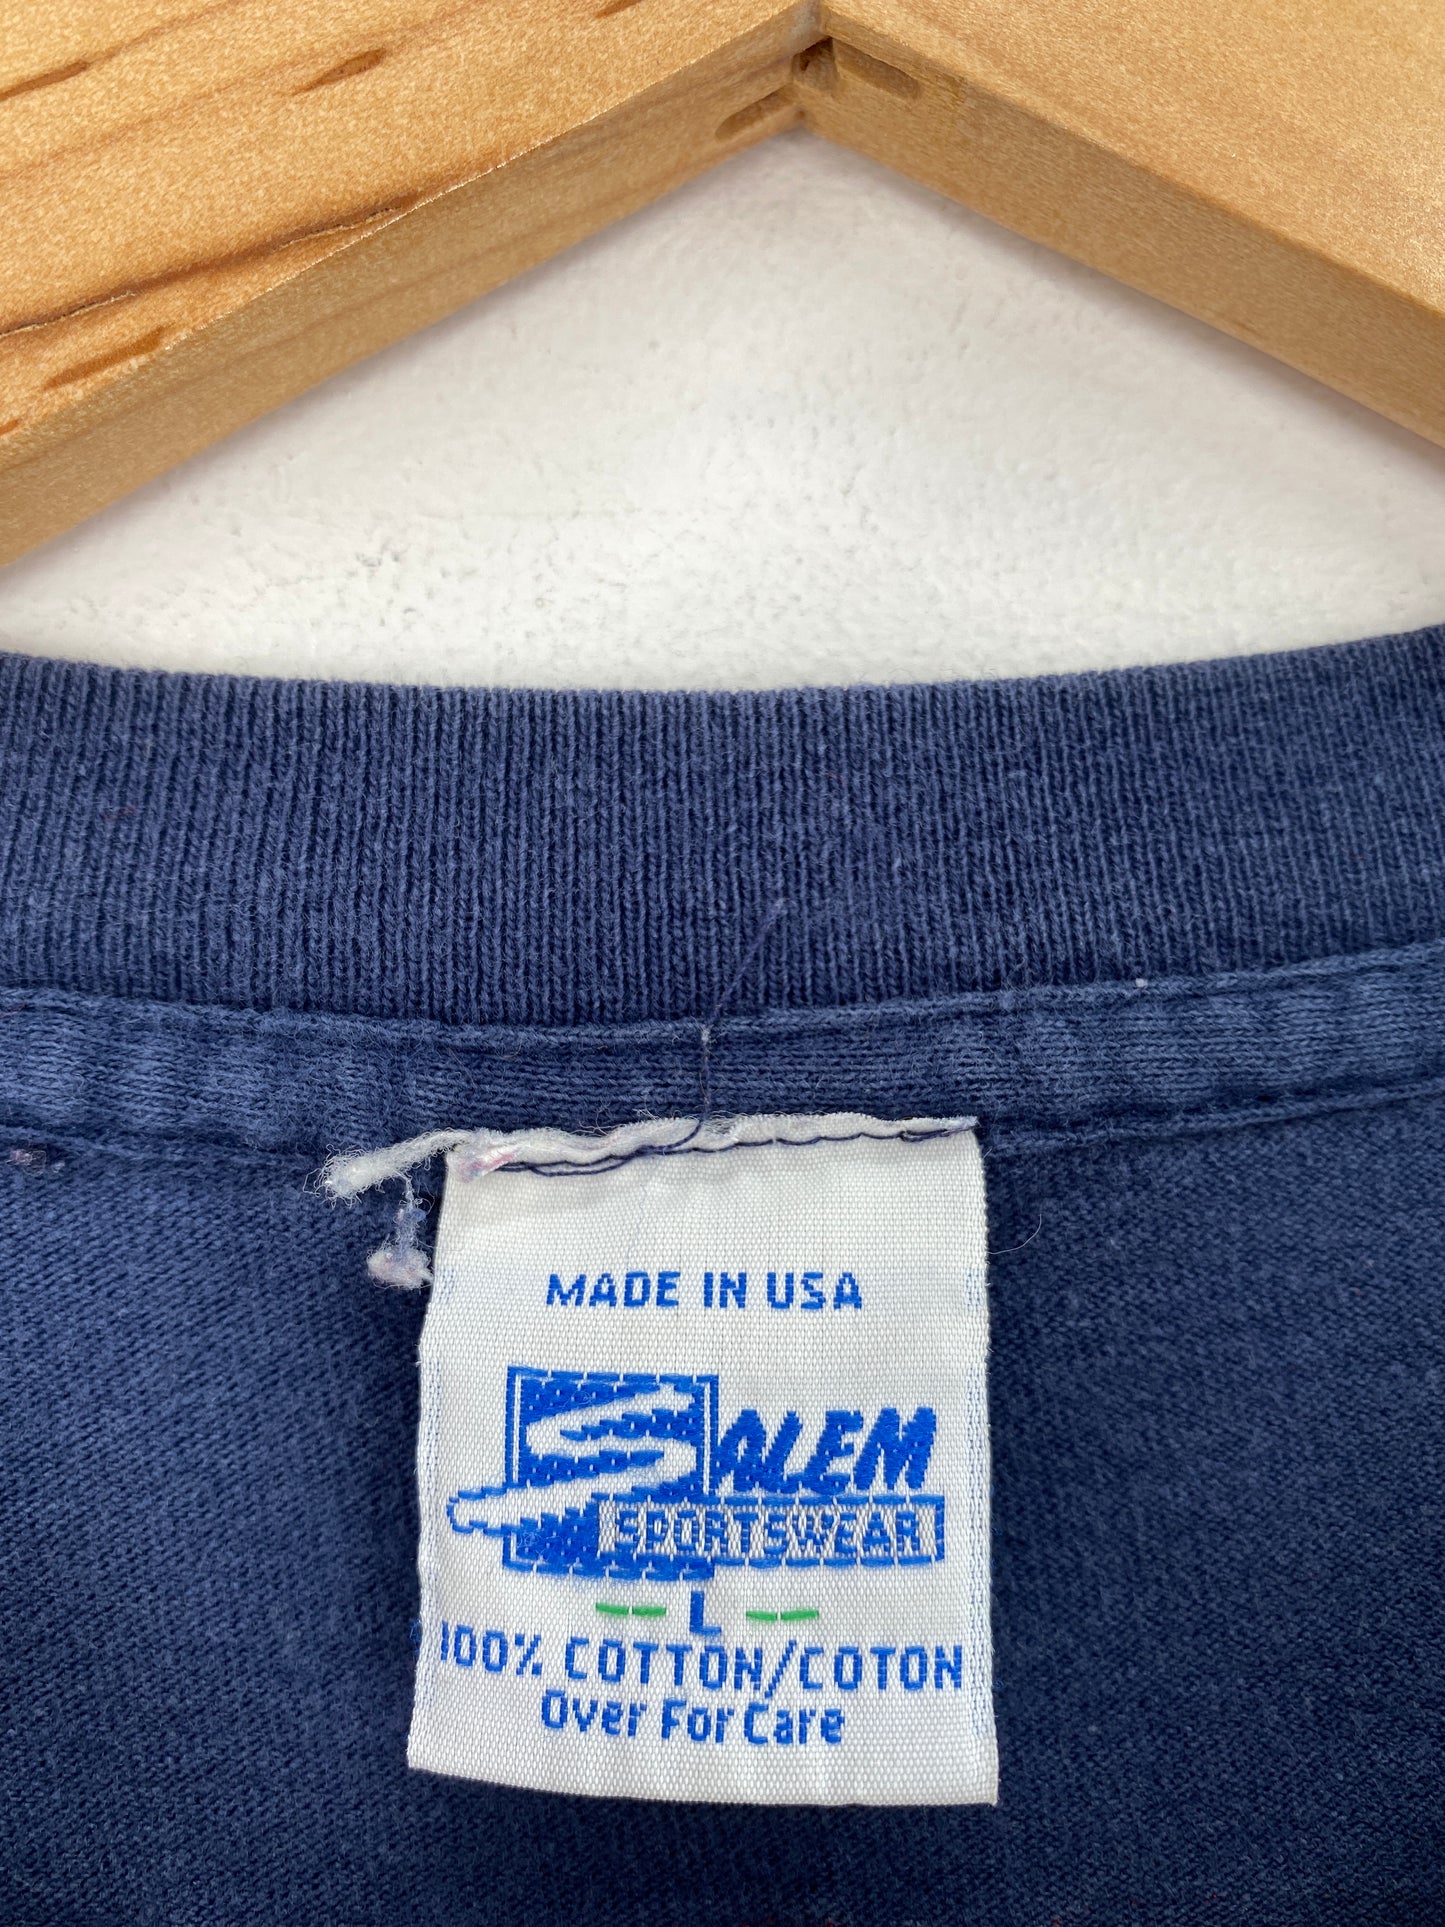 MADE IN USA
SALEM
SPORTSWEAR
L
100% COTTON/COTON
Over For Care